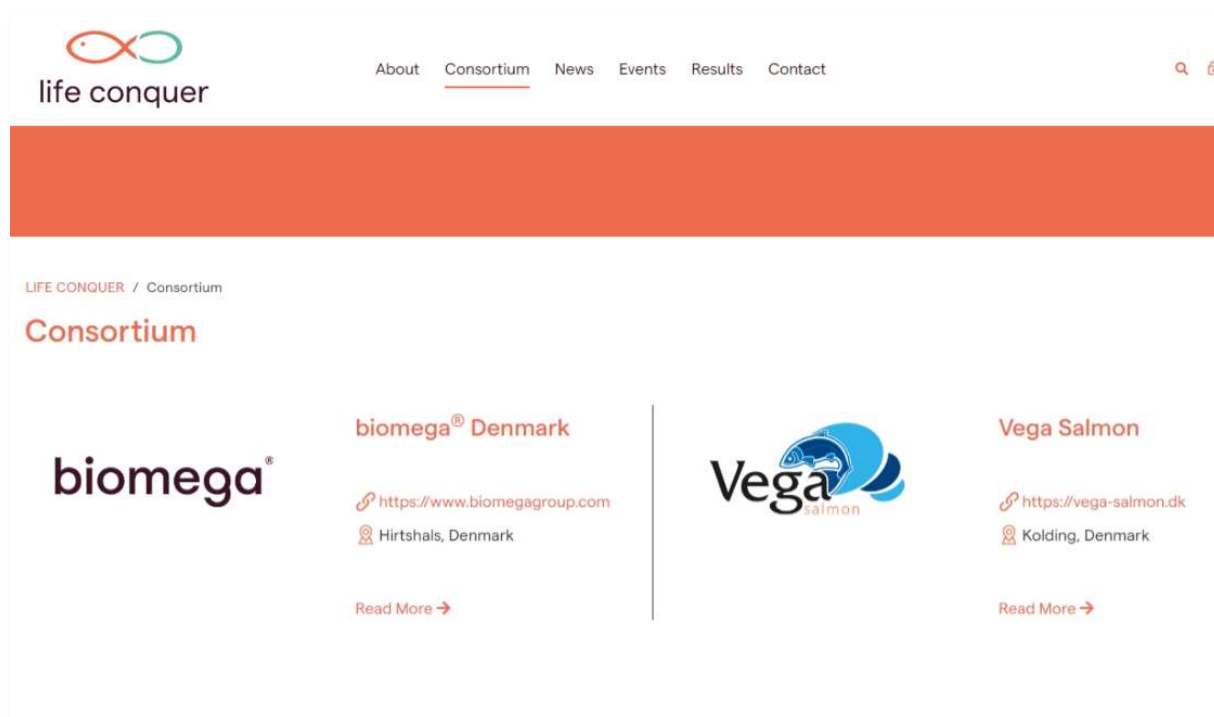 life conquer
About Consortium News Events Results Contact
LIFE CONQUER / Consortium
Consortium
biomega®
biomega® Denmark
https://www.biomegagroup.com
Hirtshals, Denmark
Read More
Vega
salmon
Vega Salmon
https://vega-salmon.dk
Kolding, Denmark
Read More